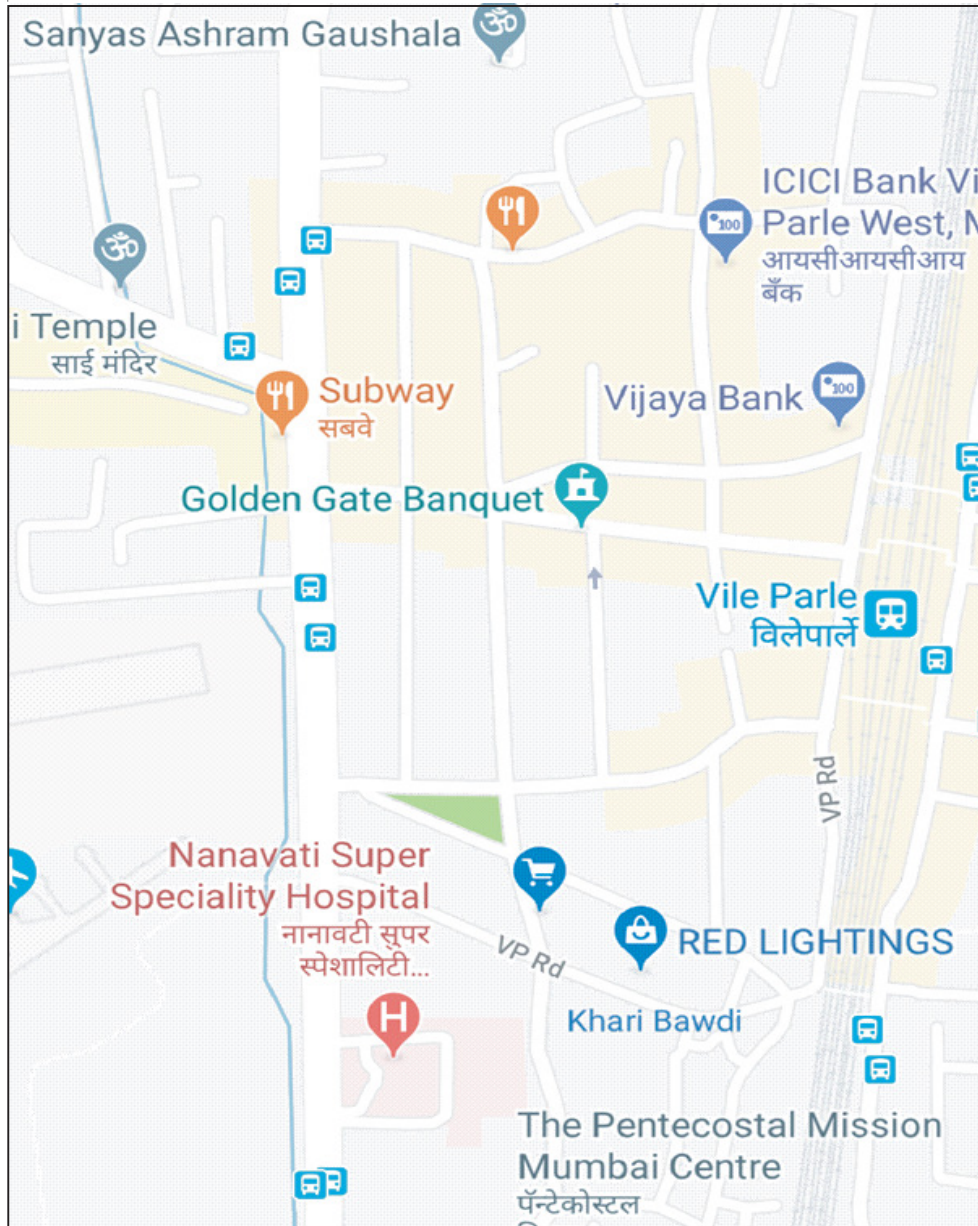 Sanyas Ashram Gaushala
ICICI Bank Vi
Parle West, M
आयसीआयसीआय
बँक
i Temple
साई मंदिर
Subway
सबवे
Vijaya Bank
Golden Gate Banquet
Vile Parle
विलेपार्ले
VP Rd
Nanavati Super
Speciality Hospital
नानावटी सुपर
स्पेशालिटी...
VP Rd
RED LIGHTINGS
H
Khari Bawdi
The Pentecostal Mission
Mumbai Centre
पॅन्टेकोस्टल